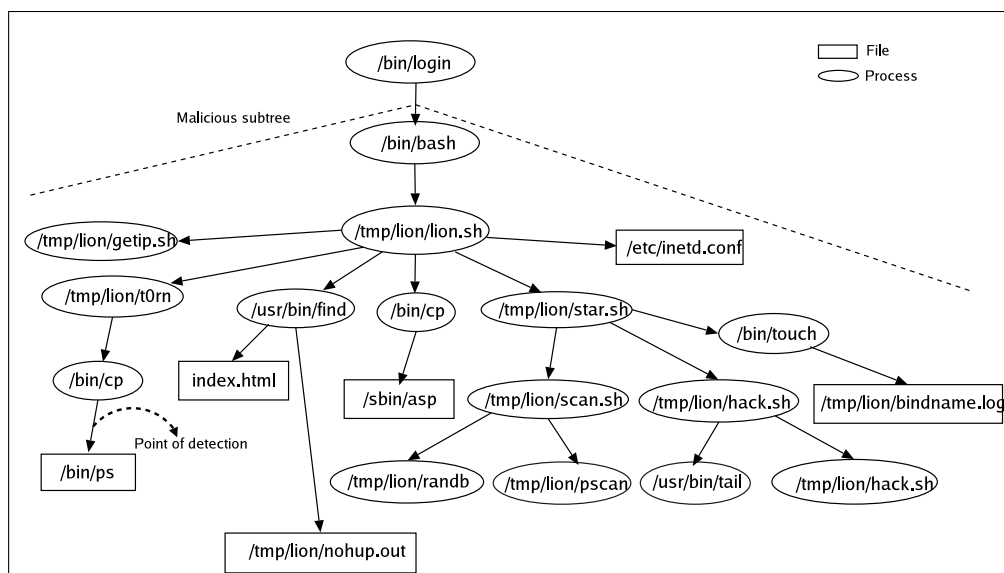 /bin/login
File
Process
Malicious subtree
/bin/bash
/tmp/lion/getip.sh
/tmp/lion/lion.sh
/etc/inetd.conf
/tmp/lion/t0rn
/usr/bin/find
/bin/cp
/tmp/lion/star.sh
/bin/touch
/bin/cp
index.html
/sbin/asp
/tmp/lion/scan.sh
/tmp/lion/hack.sh
/tmp/lion/bindname.log
Point of detection
/bin/ps
/tmp/lion/randb
/tmp/lion/pscan
/usr/bin/tail
/tmp/lion/hack.sh
/tmp/lion/nohup.out